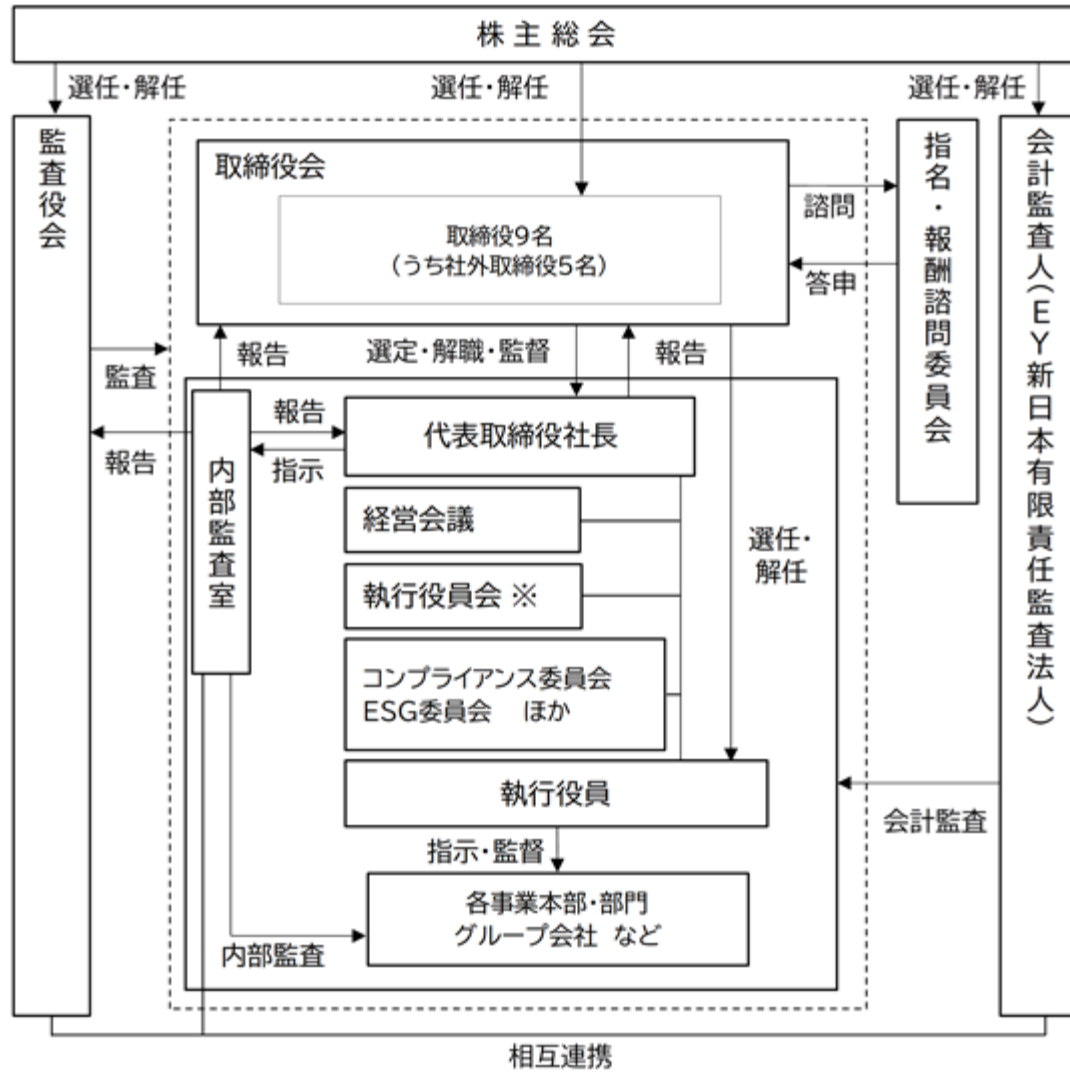 株主総会
選任・解任
選任・解任
選任・解任
監査役会
取締役会
取締役9名
(うち社外取締役5名)
諮問
答申
指名・報酬諮問委員会
会計監査人(EY新日本有限責任監査法人)
監査
報告
報告
選定・解職・監督
報告
内部監査室
報告
指示
代表取締役社長
経営会議
執行役員会 ※
コンプライアンス委員会
ESG委員会 ほか
選任・
解任
執行役員
会計監査
指示・監督
各事業本部・部門
グループ会社 など
内部監査
相互連携